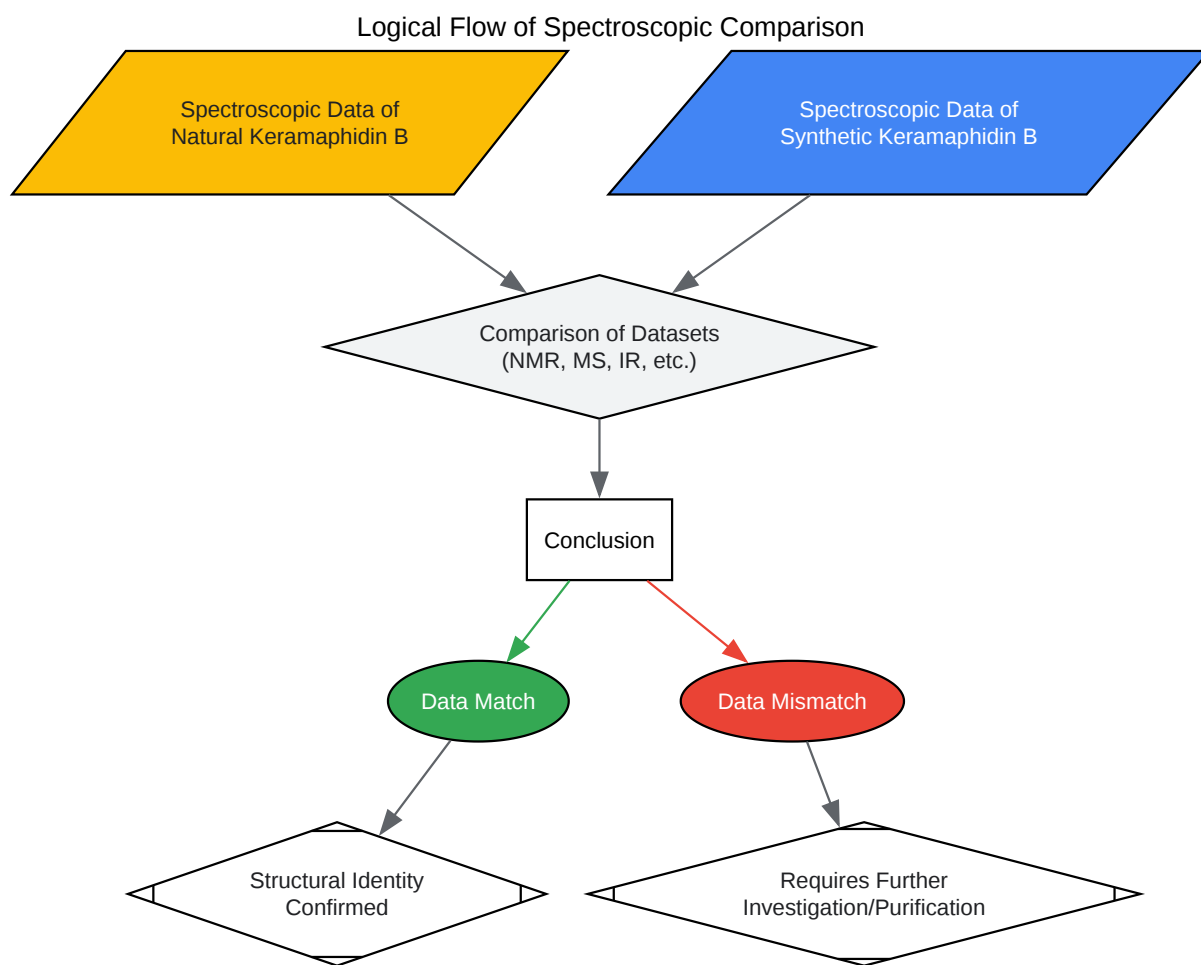 Logical Flow of Spectroscopic Comparison
Spectroscopic Data of
Natural Keramaphidin B
Spectroscopic Data of
Synthetic Keramaphidin B
Comparison of Datasets
(NMR, MS, IR, etc.)
Conclusion
Data Match
Data Mismatch
Structural Identity
Confirmed
Requires Further
Investigation/Purification